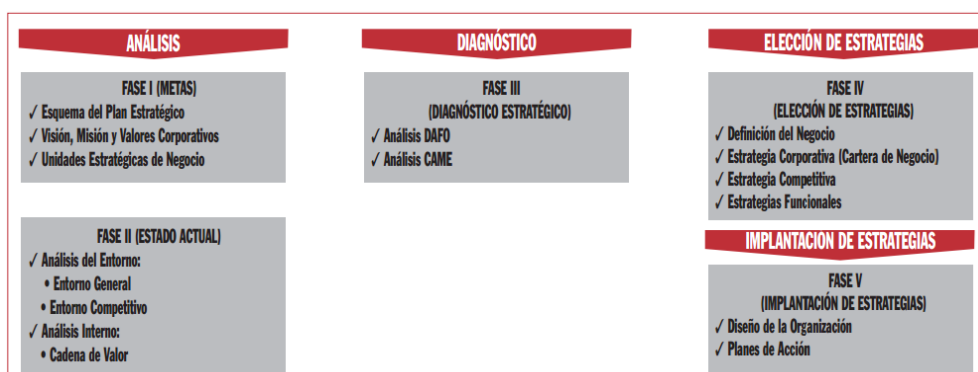 ANÁLISIS
FASE I (METAS)
✓ Esquema del Plan Estratégico
✓ Visión, Misión y Valores Corporativos
✓ Unidades Estratégicas de Negocio
FASE II (ESTADO ACTUAL)
✓ Análisis del Entorno:
• Entorno General
• Entorno Competitivo
✓ Análisis Interno:
• Cadena de Valor
DIAGNÓSTICO
FASE III
(DIAGNÓSTICO ESTRATÉGICO)
✓ Análisis DAFO
✓ Análisis CAME
ELECCIÓN DE ESTRATEGIAS
FASE IV
(ELECCIÓN DE ESTRATEGIAS)
✓ Definición del Negocio
✓ Estrategia Corporativa (Cartera de Negocio)
✓ Estrategia Competitiva
✓ Estrategias Funcionales
IMPLANTACIÓN DE ESTRATEGIAS
FASE V
(IMPLANTACIÓN DE ESTRATEGIAS)
✓ Diseño de la Organización
✓ Planes de Acción